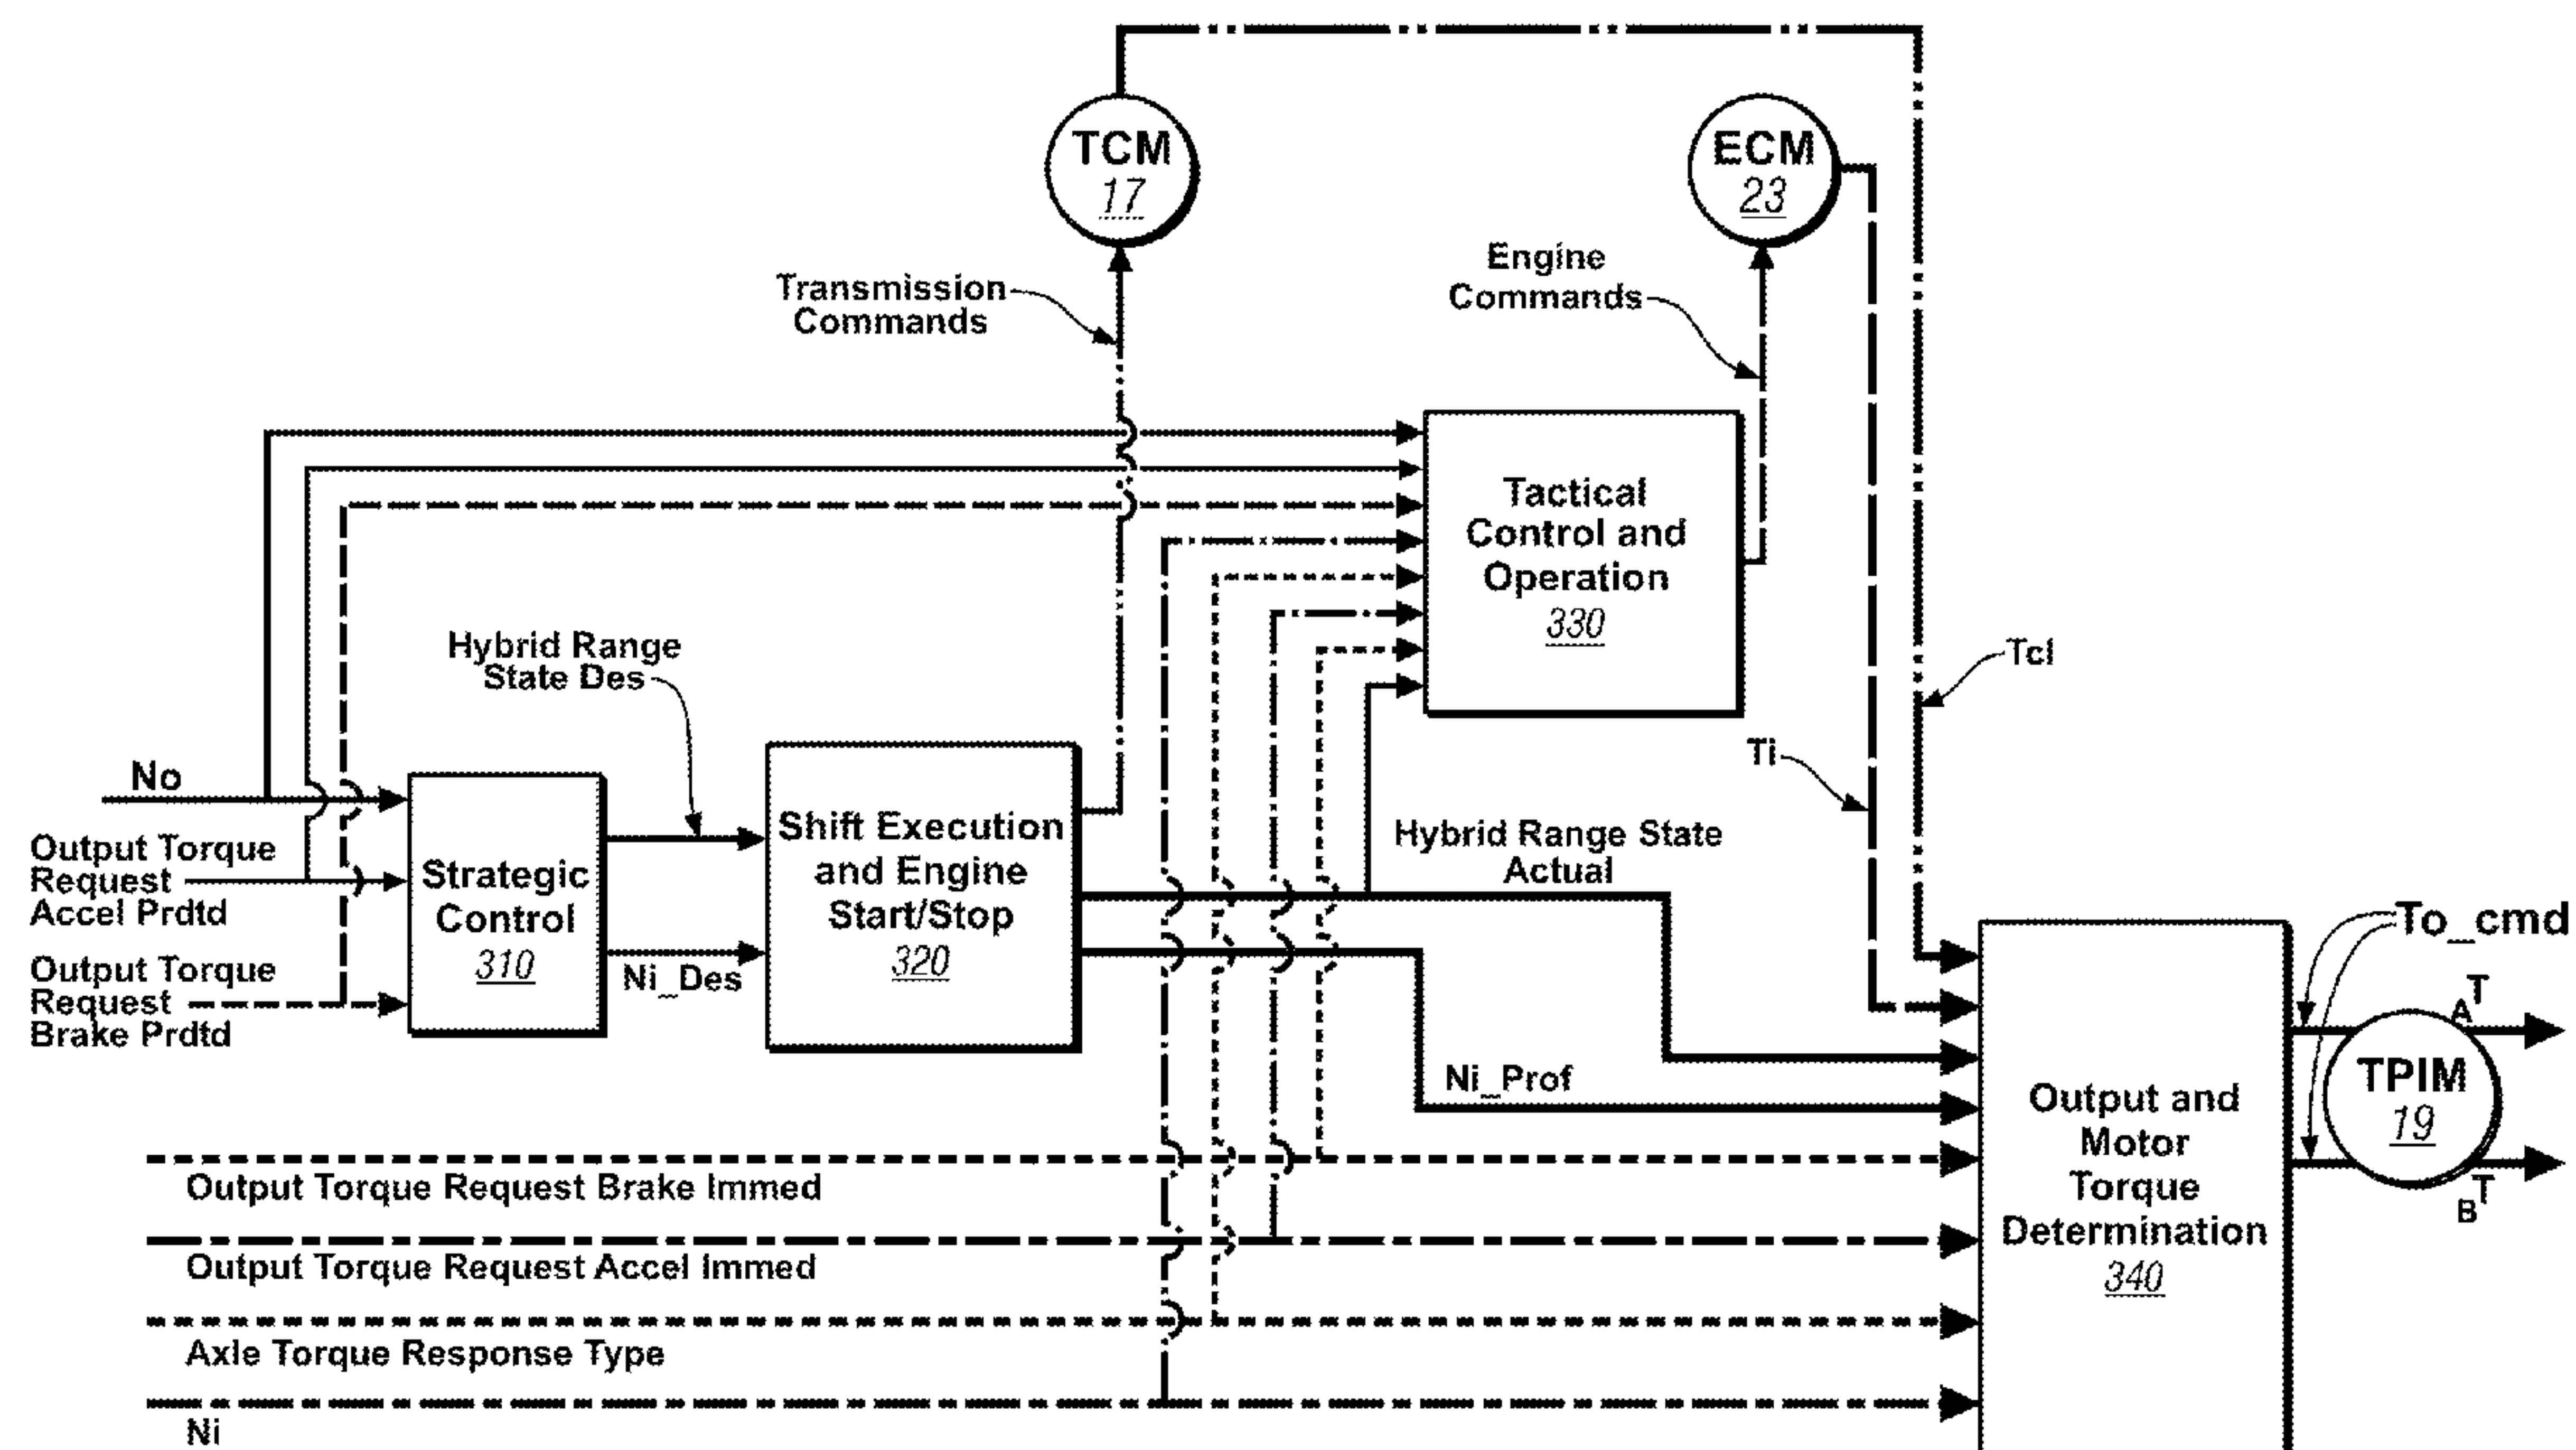 TCM
17
ECM
23
Transmission
Commands
Engine
Commands
Tactical
Control and
Operation
330
Hybrid Range
State Des
Tcl
Ti
No
Output Torque
Request
Accel Prdtd
Output Torque
Request
Brake Prdtd
Strategic
Control
310
Ni_Des
Shift Execution
and Engine
Start/Stop
320
Hybrid Range State
Actual
Ni_Prof
To_cmd
TA
TPIM
19
TB
Output and
Motor
Torque
Determination
340
Output Torque Request Brake Immed
Output Torque Request Accel Immed
Axle Torque Response Type
Ni